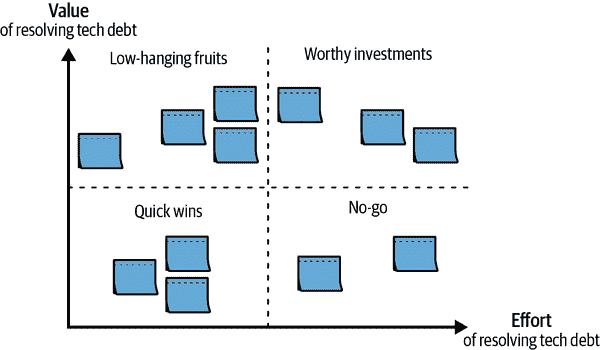 Value
of resolving tech debt
Low-hanging fruits
Worthy investments
Quick wins
No-go
Effort
of resolving tech debt